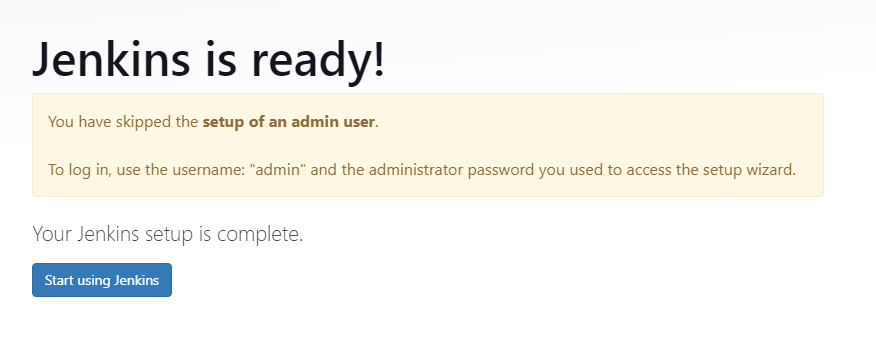 Jenkins is ready!
You have skipped the setup of an admin user.
To log in, use the username: "admin" and the administrator password you used to access the setup wizard.
Your Jenkins setup is complete.
Start using Jenkins